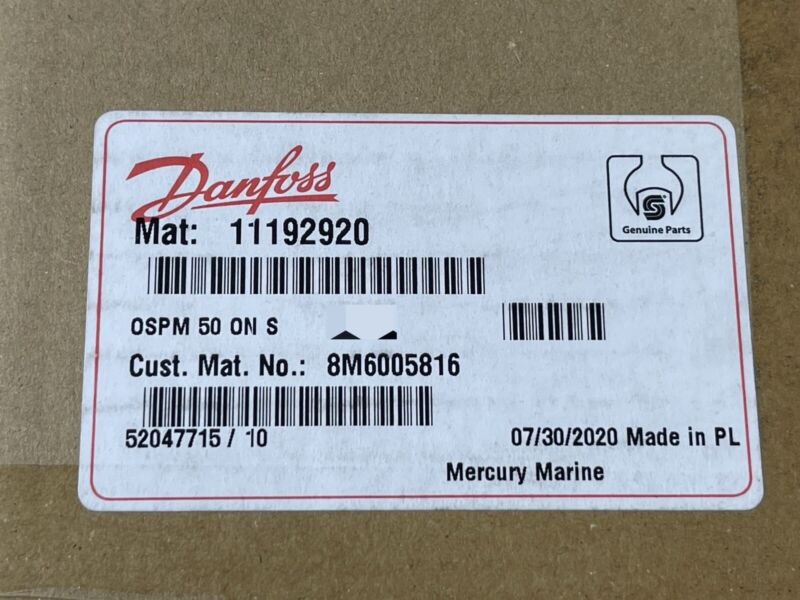 Danfoss
Genuine Parts
Mat: 11192920
OSPM 50 ON S
Cust. Mat. No.: 8M6005816
52047715 / 10
07/30/2020 Made in PL
Mercury Marine